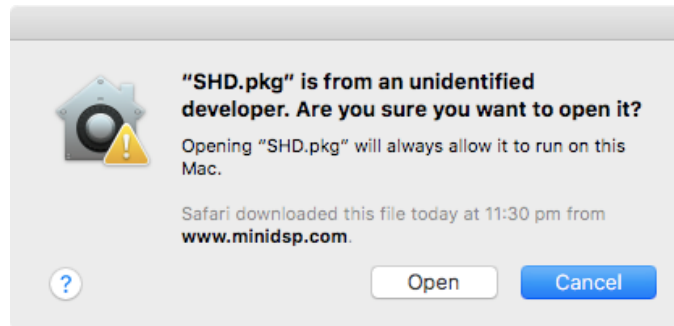 “SHD.pkg” is from an unidentified
developer. Are you sure you want to open it?
Opening “SHD.pkg” will always allow it to run on this
Mac.
Safari downloaded this file today at 11:30 pm from
www.minidsp.com.
?
Open
Cancel